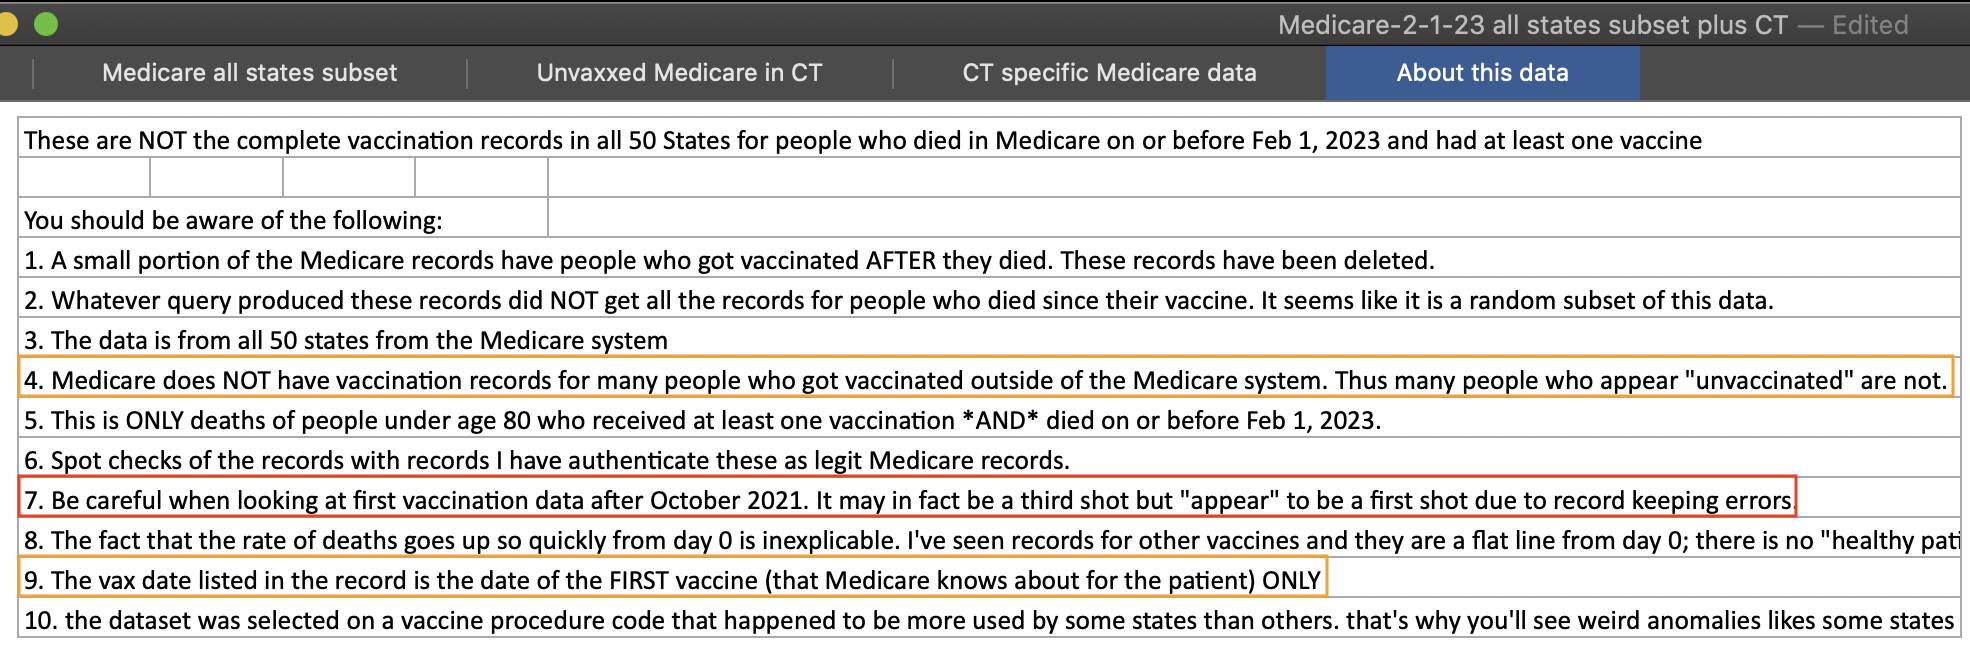 Medicare-2-1-23 all states subset plus CT — Edited
Medicare all states subset
Unvaxxed Medicare in CT
CT specific Medicare data
About this data
These are NOT the complete vaccination records in all 50 States for people who died in Medicare on or before Feb 1, 2023 and had at least one vaccine
You should be aware of the following:
1. A small portion of the Medicare records have people who got vaccinated AFTER they died. These records have been deleted.
2. Whatever query produced these records did NOT get all the records for people who died since their vaccine. It seems like it is a random subset of this data.
3. The data is from all 50 states from the Medicare system
4. Medicare does NOT have vaccination records for many people who got vaccinated outside of the Medicare system. Thus many people who appear "unvaccinated" are not.
5. This is ONLY deaths of people under age 80 who received at least one vaccination *AND* died on or before Feb 1, 2023.
6. Spot checks of the records with records I have authenticate these as legit Medicare records.
7. Be careful when looking at first vaccination data after October 2021. It may in fact be a third shot but "appear" to be a first shot due to record keeping errors.
8. The fact that the rate of deaths goes up so quickly from day 0 is inexplicable. I've seen records for other vaccines and they are a flat line from day 0; there is no "healthy pati
9. The vax date listed in the record is the date of the FIRST vaccine (that Medicare knows about for the patient) ONLY
10. the dataset was selected on a vaccine procedure code that happened to be more used by some states than others. that's why you'll see weird anomalies likes some states